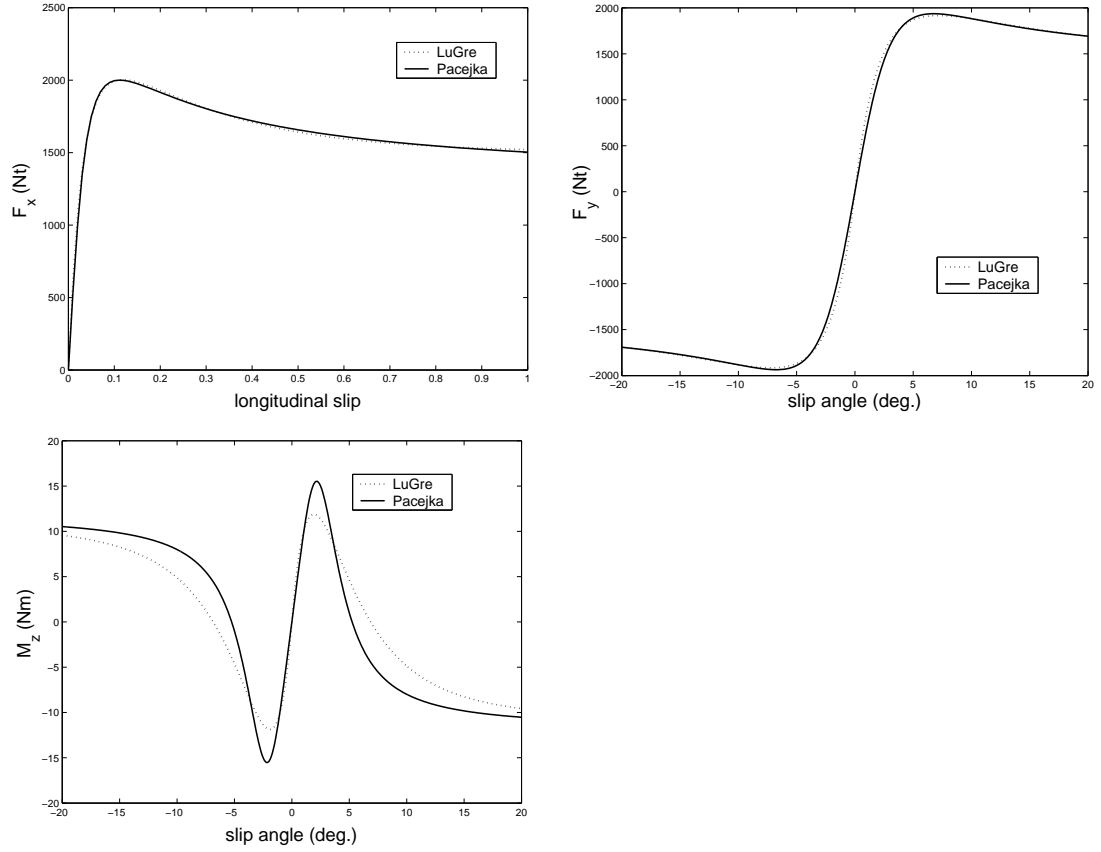 2500
2000
1500
1000
500
0
F_x (Nt)
LuGre
Pacejka
0 0.1 0.2 0.3 0.4 0.5 0.6 0.7 0.8 0.9 1
longitudinal slip
2000
1500
1000
500
0
−500
−1000
−1500
−2000
F_y (Nt)
LuGre
Pacejka
−20 −15 −10 −5 0 5 10 15 20
slip angle (deg.)
20
15
10
5
0
−5
−10
−15
−20
M_z (Nm)
LuGre
Pacejka
−20 −15 −10 −5 0 5 10 15 20
slip angle (deg.)